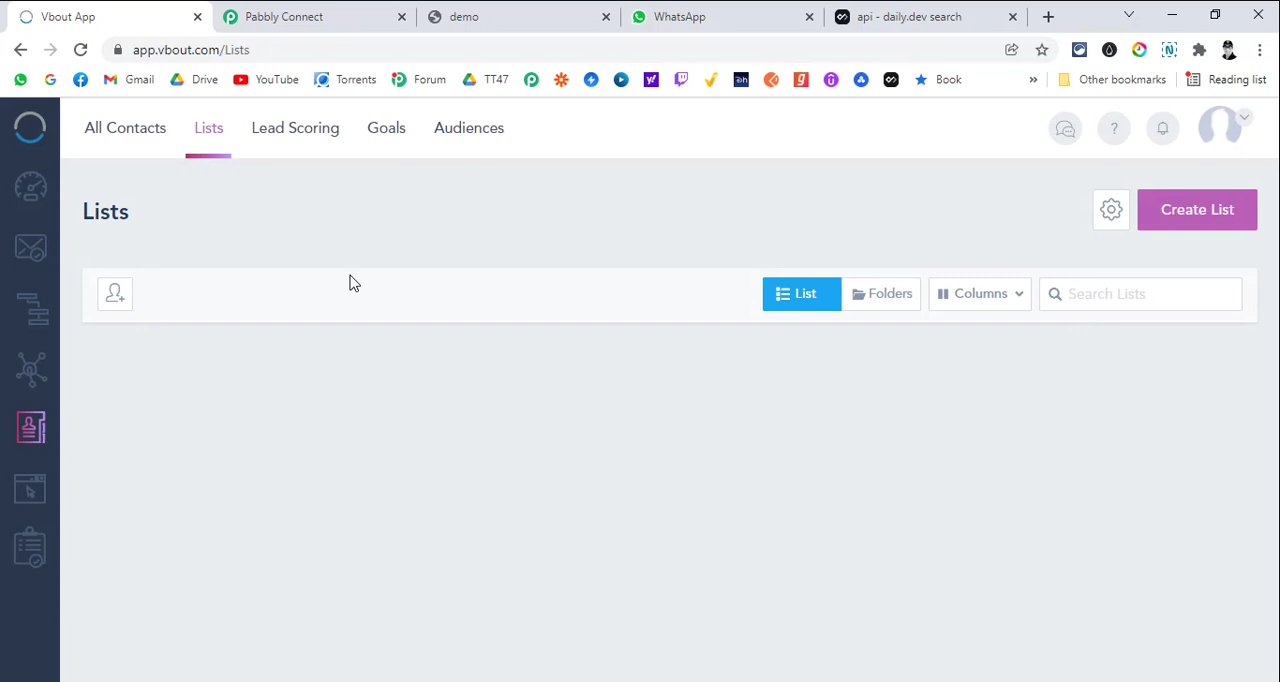 Vbout App
Pabbly Connect
demo
WhatsApp
api - daily.dev search
app.vbout.com/Lists
Gmail
Drive
YouTube
Torrents
Forum
TT47
Book
»
Other bookmarks
Reading list
All Contacts
Lists
Lead Scoring
Goals
Audiences
?
Lists
Create List
List
Folders
Columns
Search Lists